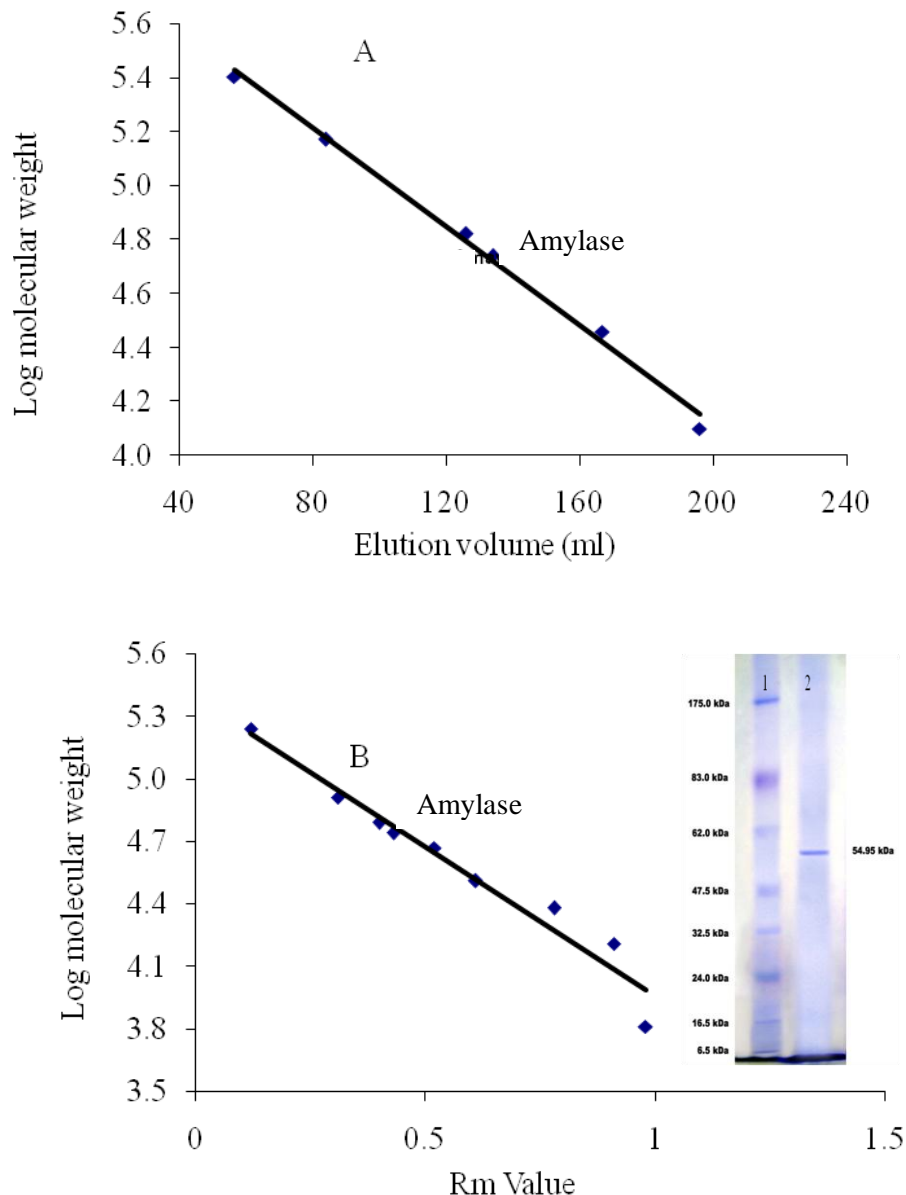 5.6
A
5.4
5.2
5.0
4.8
Amylase
4.6
4.4
4.2
4.0
Log molecular weight
40 80 120 160 200 240
Elution volume (ml)
5.6
5.3
B
5.0
Amylase
4.7
4.4
4.1
3.8
3.5
Log molecular weight
0 0.5 1 1.5
Rm Value
1 2
175.0 kDa
83.0 kDa
62.0 kDa
54.95 kDa
47.5 kDa
32.5 kDa
24.0 kDa
16.5 kDa
6.5 kDa